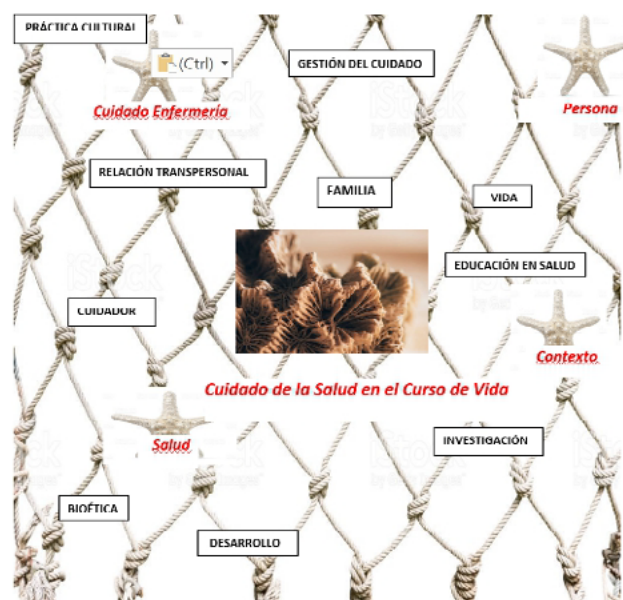 PRÁCTICA CULTURAL
(Ctrl)
GESTIÓN DEL CUIDADO
Cuidado Enfermería
Persona
RELACIÓN TRANSPERSONAL
FAMILIA
VIDA
EDUCACIÓN EN SALUD
CUIDADOR
Contexto
Cuidado de la Salud en el Curso de Vida
Salud
INVESTIGACIÓN
BIOÉTICA
DESARROLLO